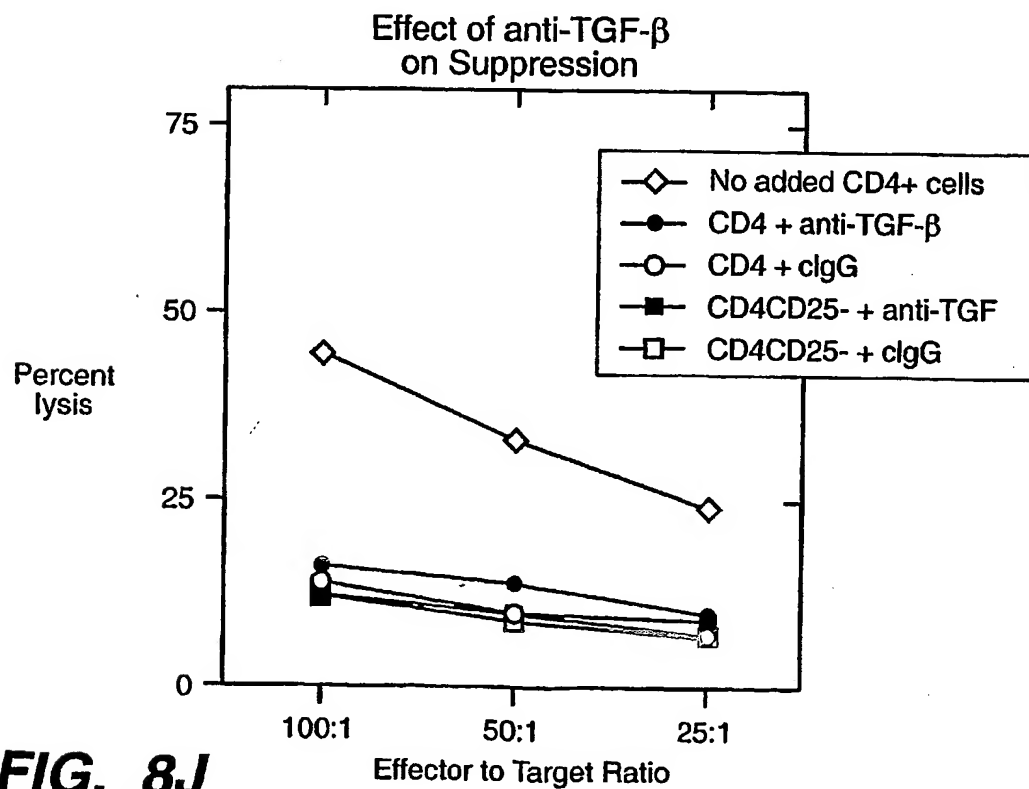 Effect of anti-TGF-β
on Suppression
75
50
25
0
Percent
lysis
No added CD4+ cells
CD4 + anti-TGF-β
CD4 + cIgG
CD4CD25- + anti-TGF
CD4CD25- + cIgG
100:1
50:1
25:1
Effector to Target Ratio
FIG. 8J